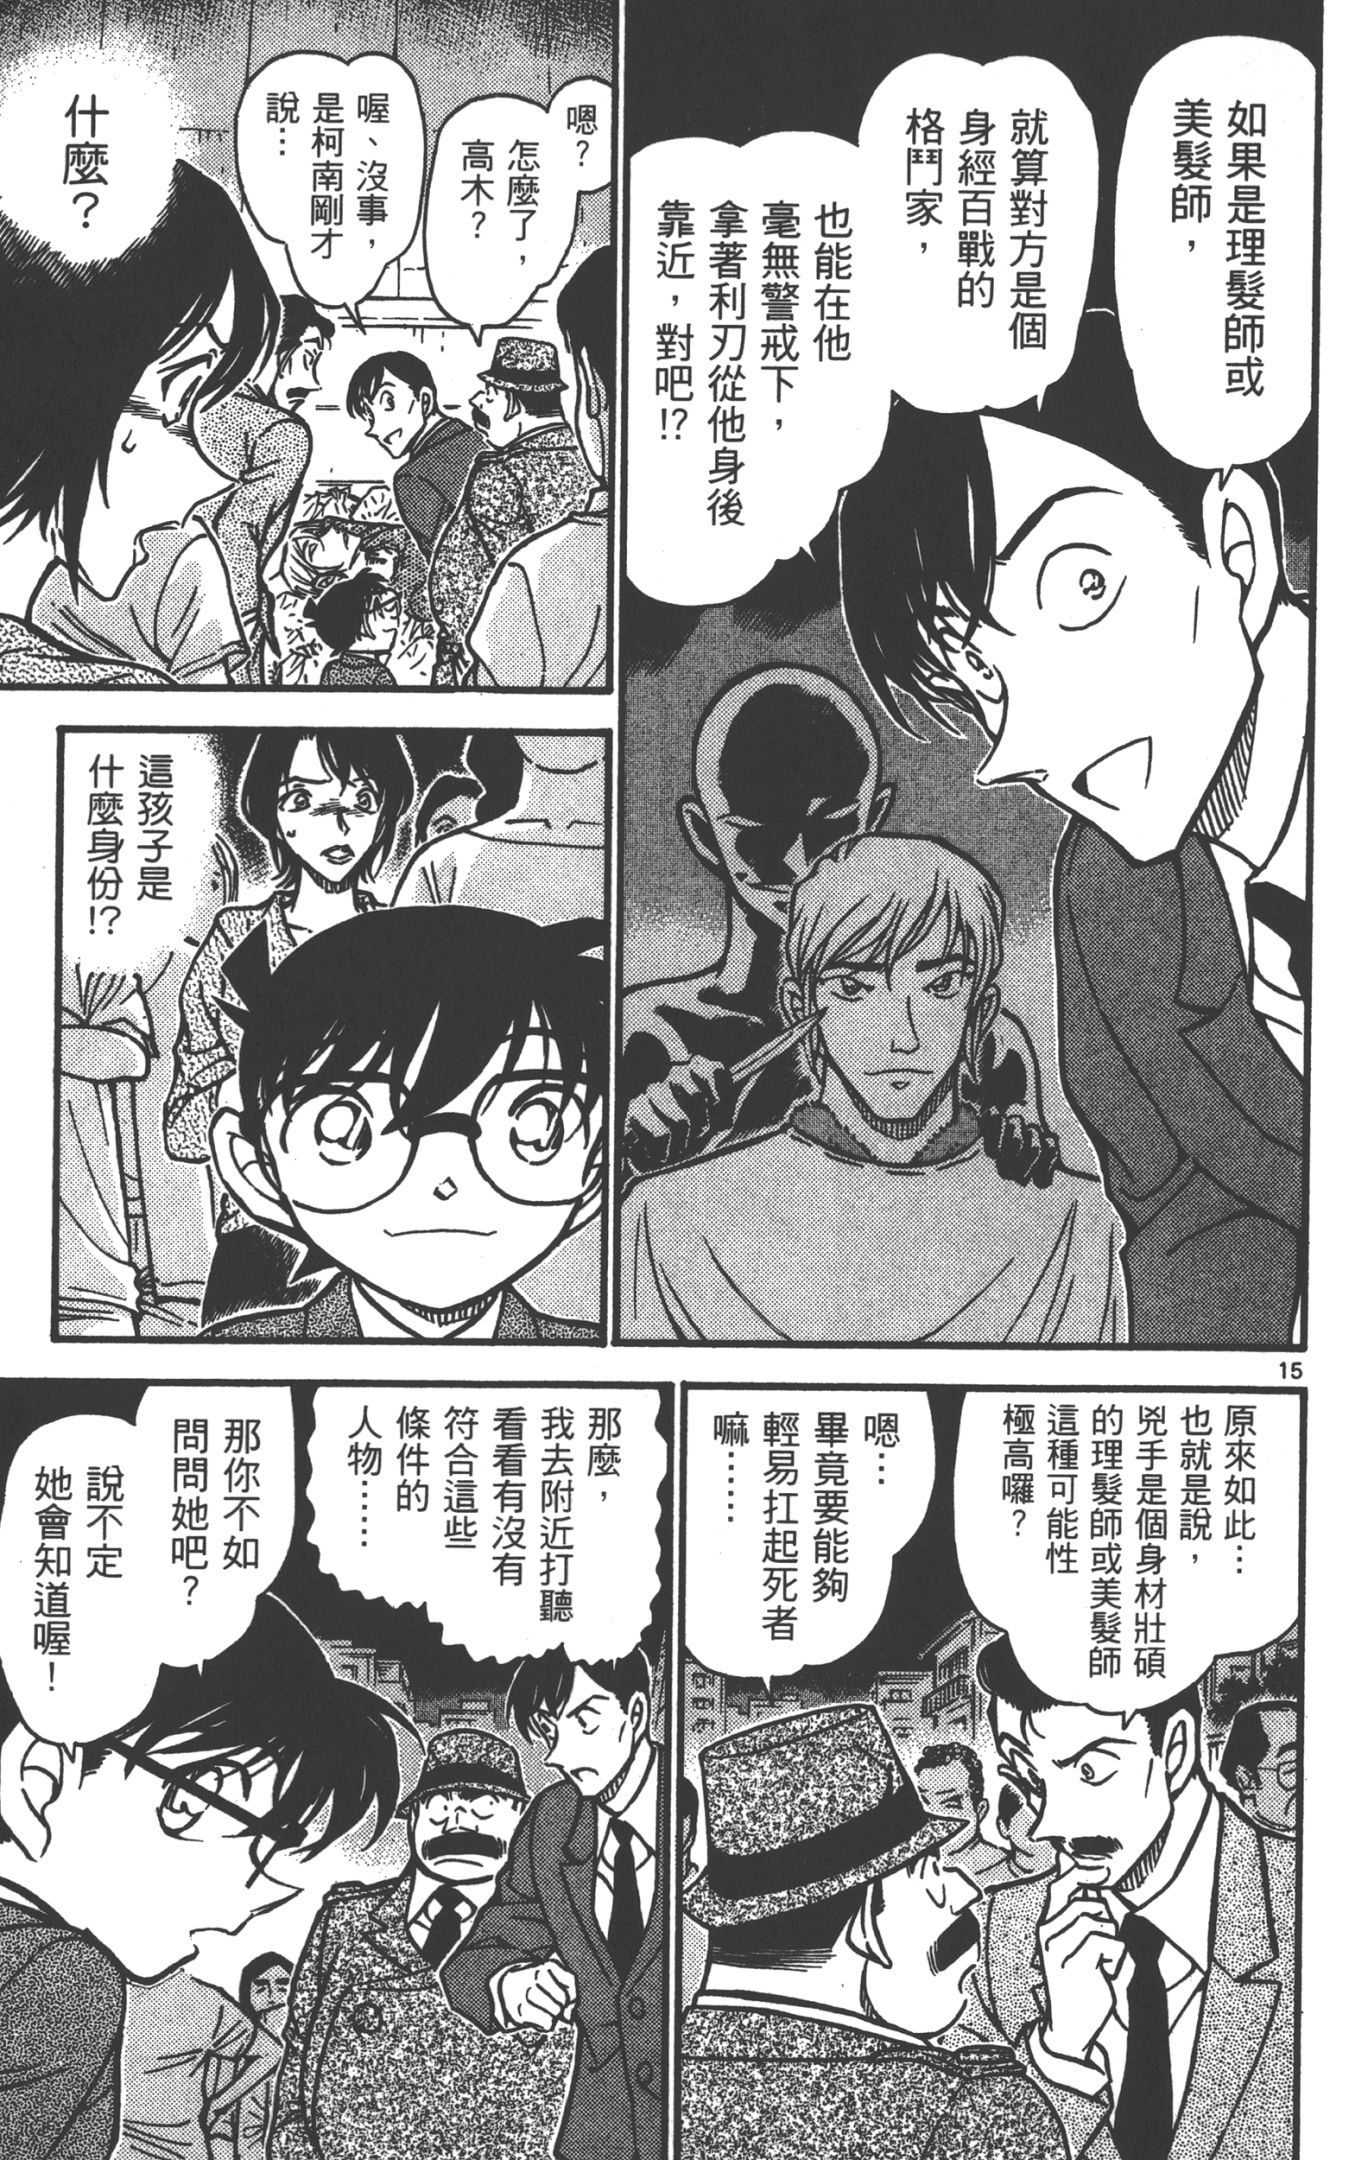 如果是理髮師或
美髮師，
就算對方是個
身經百戰的
格鬥家，
也能在他
毫無警戒下，
拿著利刃從他身後
靠近，對吧!?
嗯？
怎麼了，
高木？
喔、沒事，
是柯南剛才
說…
什麼？
這孩子是
什麼身份!?
15
原來如此…
也就是說，
兇手是個身材壯碩
的理髮師或美髮師
這種可能性
極高囉？
嗯…
畢竟要能夠
輕易扛起死者
嘛……
那麼，
我去附近打聽
看看有沒有
符合這些
條件的
人物……
那你不如
問問她吧？
說不定
她會知道喔！